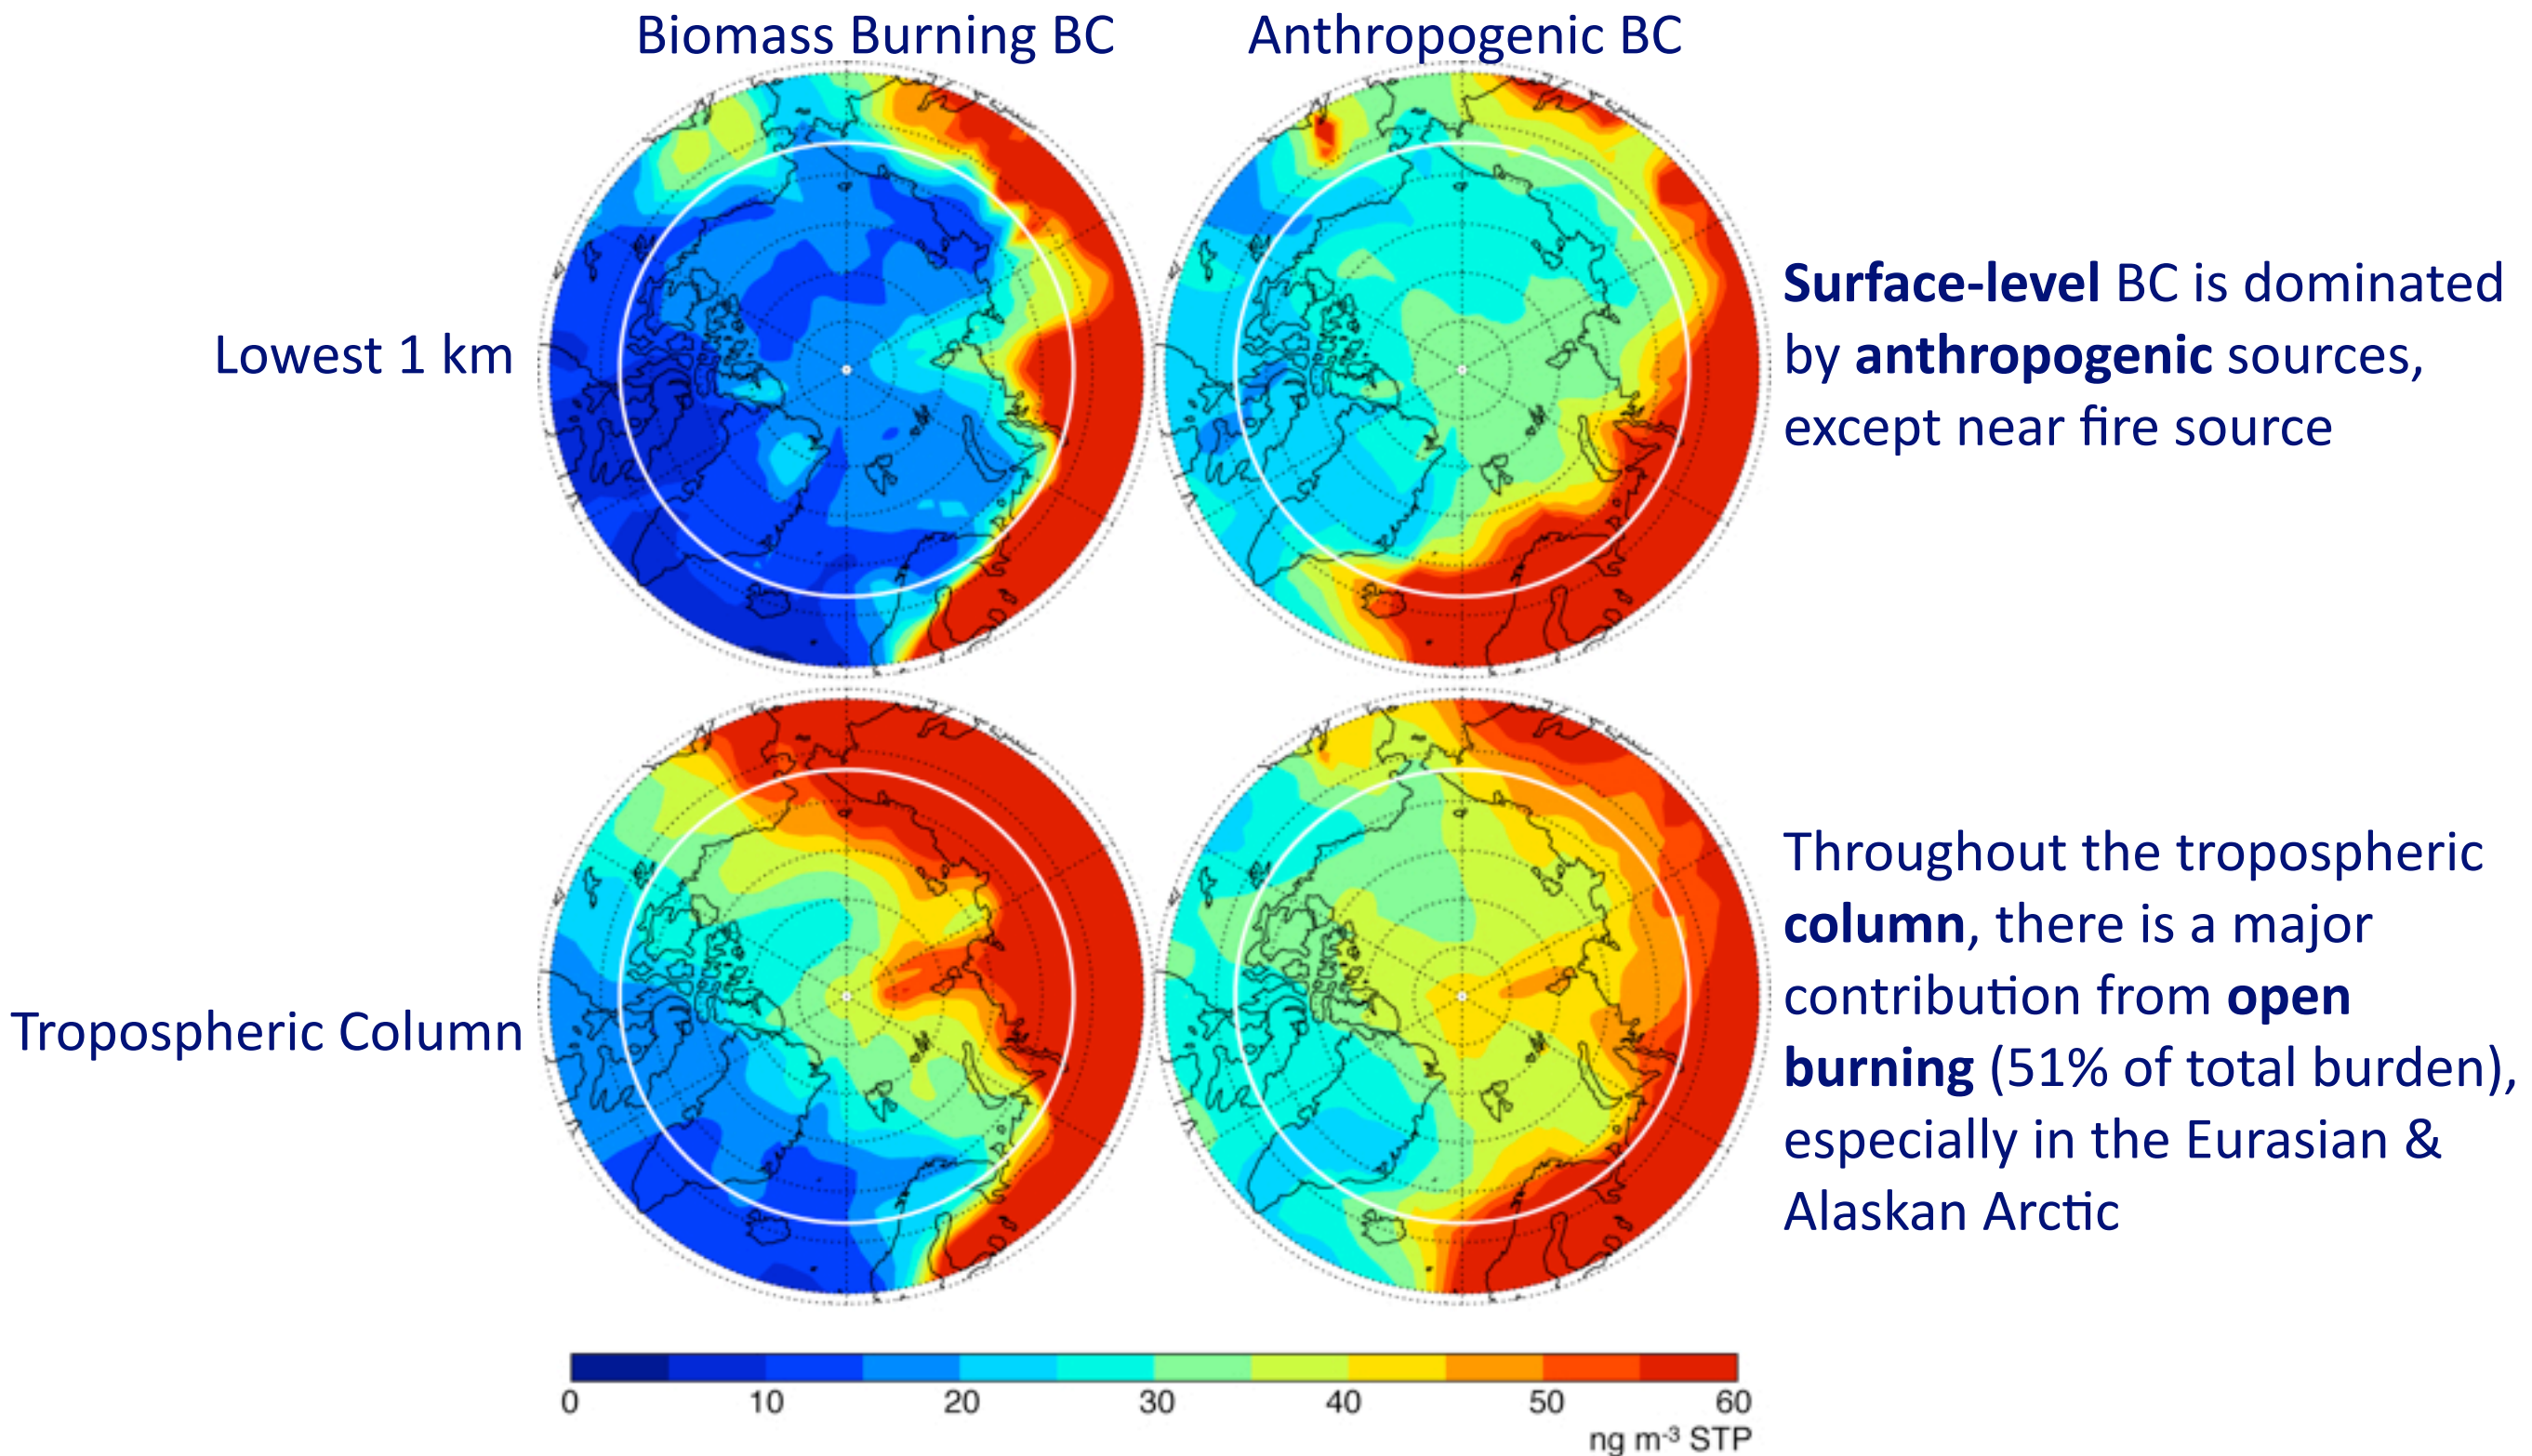 Biomass Burning BC
Anthropogenic BC
Lowest 1 km
Surface-level BC is dominated
by anthropogenic sources,
except near fire source
Tropospheric Column
Throughout the tropospheric
column, there is a major
contribution from open
burning (51% of total burden),
especially in the Eurasian &
Alaskan Arctic
0 10 20 30 40 50 60
ng m⁻³ STP